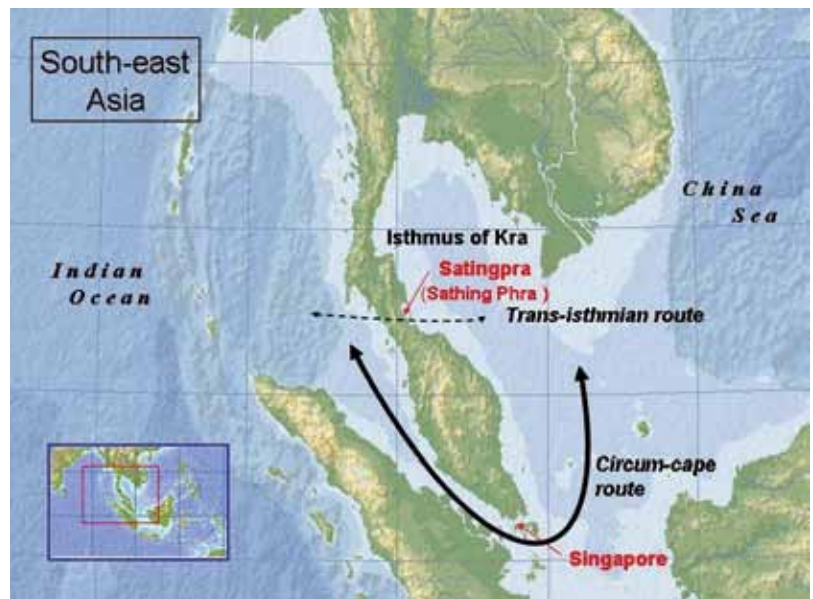 South-east
Asia
China
Sea
Isthmus of Kra
Satingpra
(Sathing Phra )
Indian
Ocean
Trans-isthmian route
Circum-cape
route
Singapore